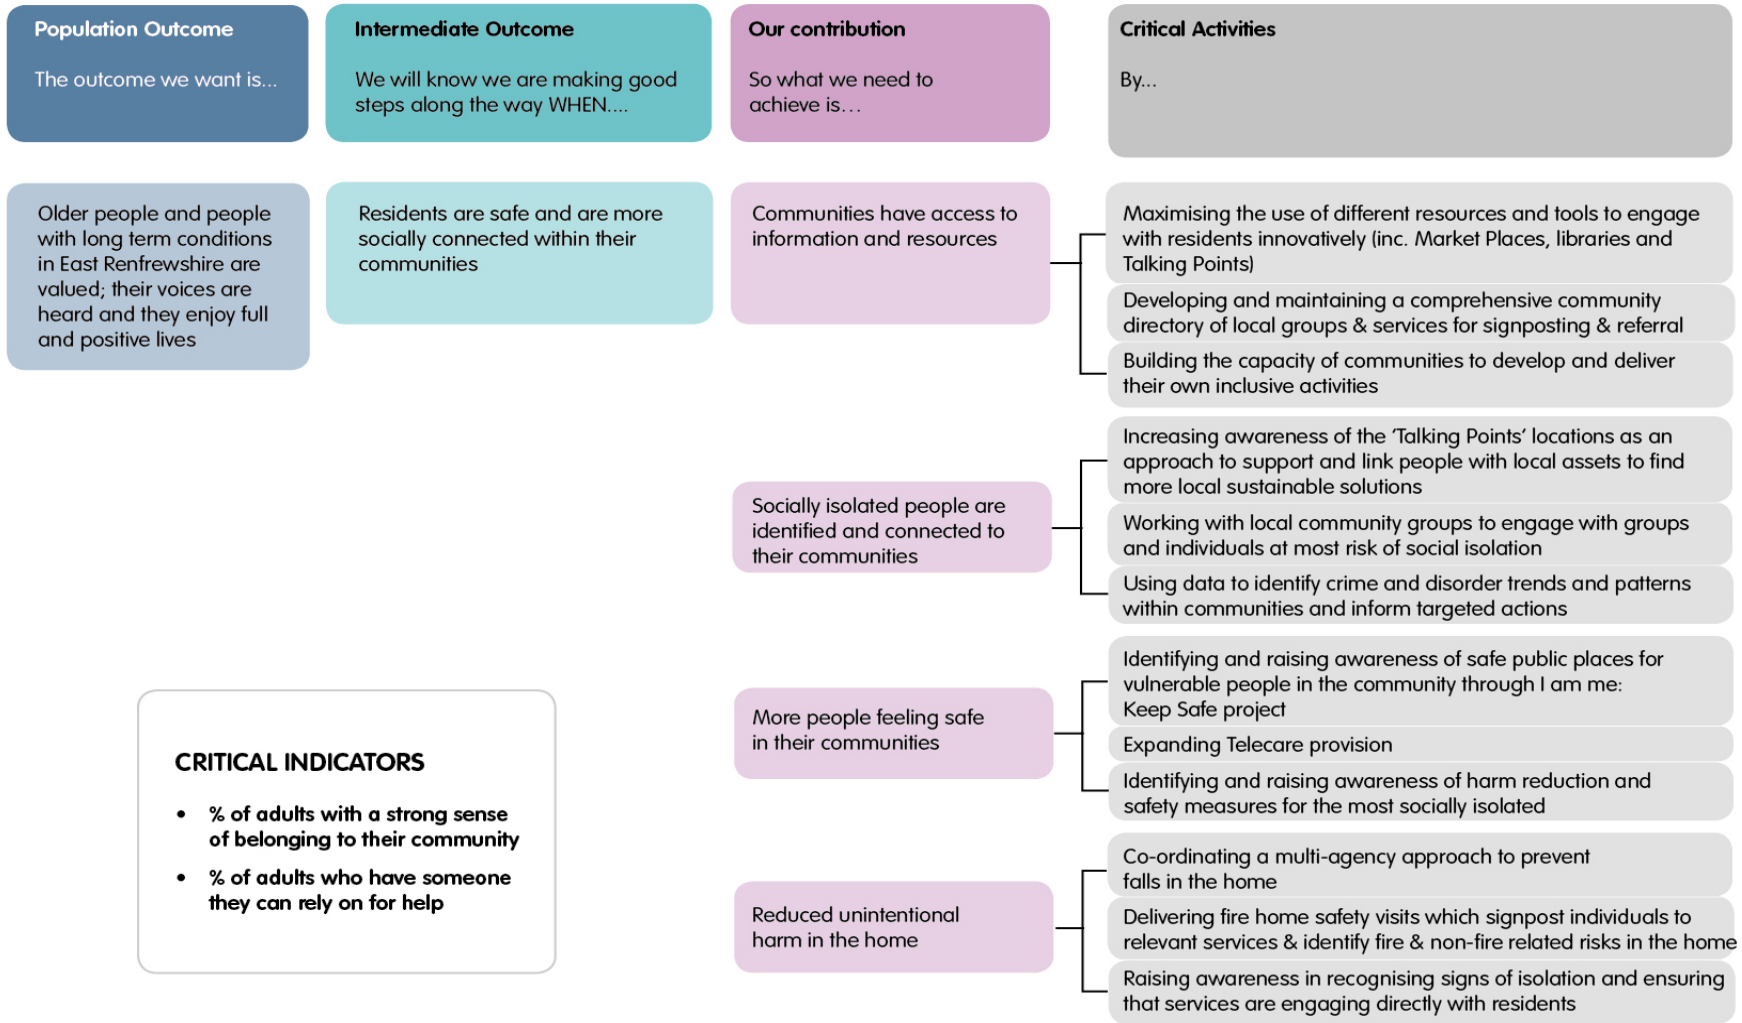 Population Outcome
The outcome we want is...
Intermediate Outcome
We will know we are making good
steps along the way WHEN....
Our contribution
So what we need to
achieve is…
Critical Activities
By...
Older people and people
with long term conditions
in East Renfrewshire are
valued; their voices are
heard and they enjoy full
and positive lives
Residents are safe and are more
socially connected within their
communities
Communities have access to
information and resources
Maximising the use of different resources and tools to engage
with residents innovatively (inc. Market Places, libraries and
Talking Points)
Developing and maintaining a comprehensive community
directory of local groups & services for signposting & referral
Building the capacity of communities to develop and deliver
their own inclusive activities
Socially isolated people are
identified and connected to
their communities
Increasing awareness of the ‘Talking Points’ locations as an
approach to support and link people with local assets to find
more local sustainable solutions
Working with local community groups to engage with groups
and individuals at most risk of social isolation
Using data to identify crime and disorder trends and patterns
within communities and inform targeted actions
More people feeling safe
in their communities
Identifying and raising awareness of safe public places for
vulnerable people in the community through I am me:
Keep Safe project
Expanding Telecare provision
Identifying and raising awareness of harm reduction and
safety measures for the most socially isolated
Reduced unintentional
harm in the home
Co-ordinating a multi-agency approach to prevent
falls in the home
Delivering fire home safety visits which signpost individuals to
relevant services & identify fire & non-fire related risks in the home
Raising awareness in recognising signs of isolation and ensuring
that services are engaging directly with residents
CRITICAL INDICATORS
• % of adults with a strong sense
of belonging to their community
• % of adults who have someone
they can rely on for help